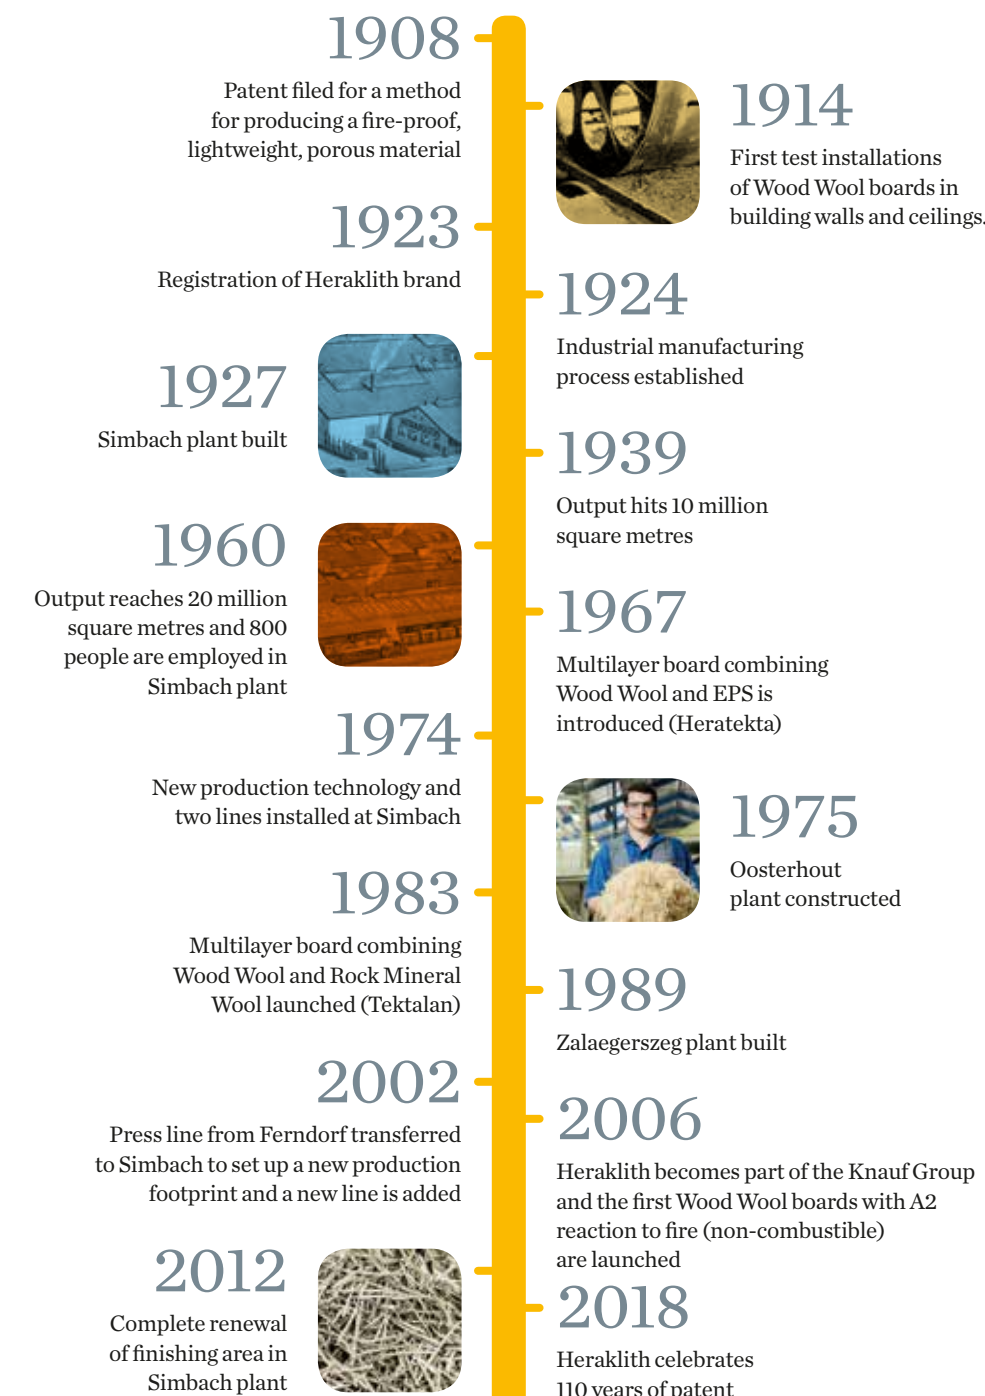 1908
Patent filed for a method
for producing a fire-proof,
lightweight, porous material
1914
First test installations
of Wood Wool boards in
building walls and ceilings.
1923
Registration of Heraklith brand
1924
Industrial manufacturing
process established
1927
Simbach plant built
1939
Output hits 10 million
square metres
1960
Output reaches 20 million
square metres and 800
people are employed in
Simbach plant
1967
Multilayer board combining
Wood Wool and EPS is
introduced (Heratekta)
1974
New production technology and
two lines installed at Simbach
1975
Oosterhout
plant constructed
1983
Multilayer board combining
Wood Wool and Rock Mineral
Wool launched (Tektalan)
1989
Zalaegerszeg plant built
2002
Press line from Ferndorf transferred
to Simbach to set up a new production
footprint and a new line is added
2006
Heraklith becomes part of the Knauf Group
and the first Wood Wool boards with A2
reaction to fire (non-combustible)
are launched
2012
Complete renewal
of finishing area in
Simbach plant
2018
Heraklith celebrates
110 years of patent